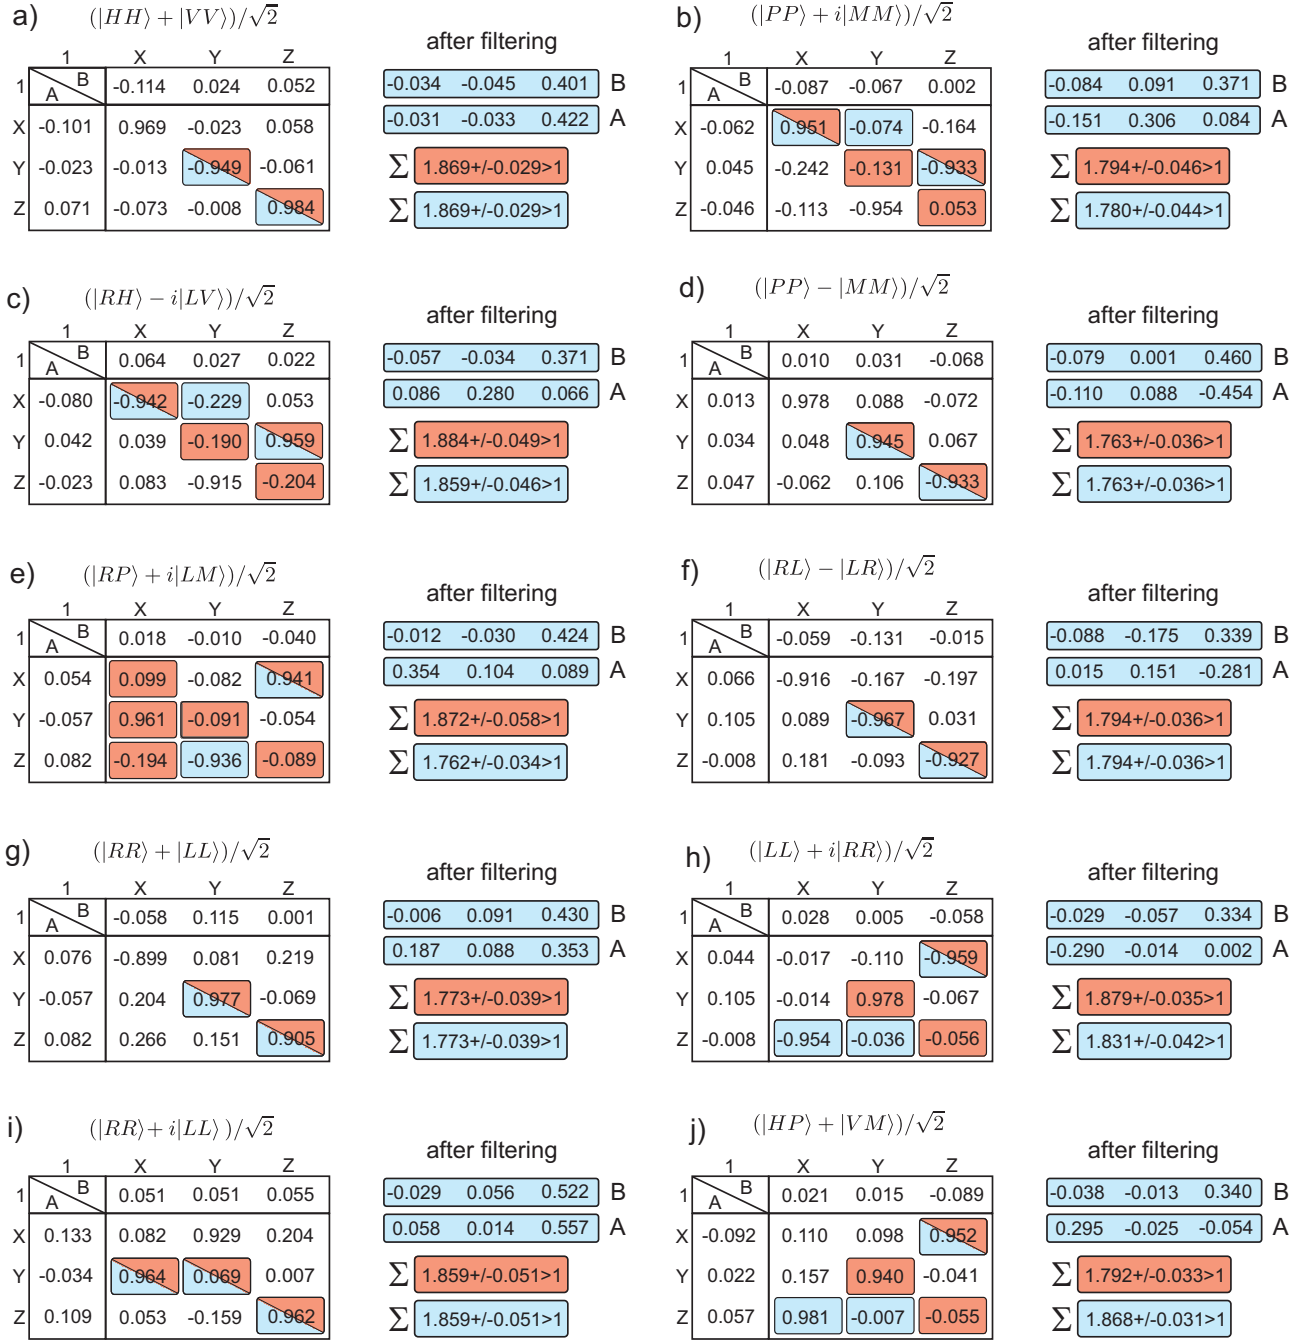 a) (|HH⟩ + |VV⟩)/√2
after filtering
1 X Y Z
1 A B -0.114 0.024 0.052
X -0.101 0.969 -0.023 0.058
Y -0.023 -0.013 -0.949 -0.061
Z 0.071 -0.073 -0.008 0.984
-0.034 -0.045 0.401 B
-0.031 -0.033 0.422 A
Σ 1.869+/-0.029>1
Σ 1.869+/-0.029>1
b) (|PP⟩ + i|MM⟩)/√2
after filtering
1 X Y Z
1 A B -0.087 -0.067 0.002
X -0.062 0.951 -0.074 -0.164
Y 0.045 -0.242 -0.131 -0.933
Z -0.046 -0.113 -0.954 0.053
-0.084 0.091 0.371 B
-0.151 0.306 0.084 A
Σ 1.794+/-0.046>1
Σ 1.780+/-0.044>1
c) (|RH⟩ − i|LV⟩)/√2
after filtering
1 X Y Z
1 A B 0.064 0.027 0.022
X -0.080 -0.942 -0.229 0.053
Y 0.042 0.039 -0.190 0.959
Z -0.023 0.083 -0.915 -0.204
-0.057 -0.034 0.371 B
0.086 0.280 0.066 A
Σ 1.884+/-0.049>1
Σ 1.859+/-0.046>1
d) (|PP⟩ − |MM⟩)/√2
after filtering
1 X Y Z
1 A B 0.010 0.031 -0.068
X 0.013 0.978 0.088 -0.072
Y 0.034 0.048 0.945 0.067
Z 0.047 -0.062 0.106 -0.933
-0.079 0.001 0.460 B
-0.110 0.088 -0.454 A
Σ 1.763+/-0.036>1
Σ 1.763+/-0.036>1
e) (|RP⟩ + i|LM⟩)/√2
after filtering
1 X Y Z
1 A B 0.018 -0.010 -0.040
X 0.054 0.099 -0.082 0.941
Y -0.057 0.961 -0.091 -0.054
Z 0.082 -0.194 -0.936 -0.089
-0.012 -0.030 0.424 B
0.354 0.104 0.089 A
Σ 1.872+/-0.058>1
Σ 1.762+/-0.034>1
f) (|RL⟩ − |LR⟩)/√2
after filtering
1 X Y Z
1 A B -0.059 -0.131 -0.015
X 0.066 -0.916 -0.167 -0.197
Y 0.105 0.089 -0.967 0.031
Z -0.008 0.181 -0.093 -0.927
-0.088 -0.175 0.339 B
0.015 0.151 -0.281 A
Σ 1.794+/-0.036>1
Σ 1.794+/-0.036>1
g) (|RR⟩ + |LL⟩)/√2
after filtering
1 X Y Z
1 A B -0.058 0.115 0.001
X 0.076 -0.899 0.081 0.219
Y -0.057 0.204 0.977 -0.069
Z 0.082 0.266 0.151 0.905
-0.006 0.091 0.430 B
0.187 0.088 0.353 A
Σ 1.773+/-0.039>1
Σ 1.773+/-0.039>1
h) (|LL⟩ + i|RR⟩)/√2
after filtering
1 X Y Z
1 A B 0.028 0.005 -0.058
X 0.044 -0.017 -0.110 -0.959
Y 0.105 -0.014 0.978 -0.067
Z -0.008 -0.954 -0.036 -0.056
-0.029 -0.057 0.334 B
-0.290 -0.014 0.002 A
Σ 1.879+/-0.035>1
Σ 1.831+/-0.042>1
i) (|RR⟩ + i|LL⟩)/√2
after filtering
1 X Y Z
1 A B 0.051 0.051 0.055
X 0.133 0.082 0.929 0.204
Y -0.034 0.964 0.069 0.007
Z 0.109 0.053 -0.159 0.962
-0.029 0.056 0.522 B
0.058 0.014 0.557 A
Σ 1.859+/-0.051>1
Σ 1.859+/-0.051>1
j) (|HP⟩ + |VM⟩)/√2
after filtering
1 X Y Z
1 A B 0.021 0.015 -0.089
X -0.092 0.110 0.098 0.952
Y 0.022 0.157 0.940 -0.041
Z 0.057 0.981 -0.007 -0.055
-0.038 -0.013 0.340 B
0.295 -0.025 -0.054 A
Σ 1.792+/-0.033>1
Σ 1.868+/-0.031>1